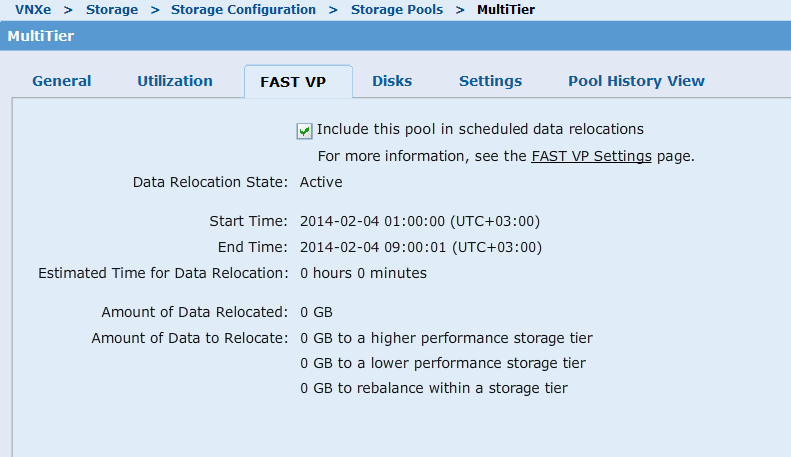 VNXe > Storage > Storage Configuration > Storage Pools > MultiTier
MultiTier
General Utilization FAST VP Disks Settings Pool History View
Include this pool in scheduled data relocations
For more information, see the FAST VP Settings page.
Data Relocation State: Active
Start Time: 2014-02-04 01:00:00 (UTC+03:00)
End Time: 2014-02-04 09:00:01 (UTC+03:00)
Estimated Time for Data Relocation: 0 hours 0 minutes
Amount of Data Relocated: 0 GB
Amount of Data to Relocate: 0 GB to a higher performance storage tier
0 GB to a lower performance storage tier
0 GB to rebalance within a storage tier